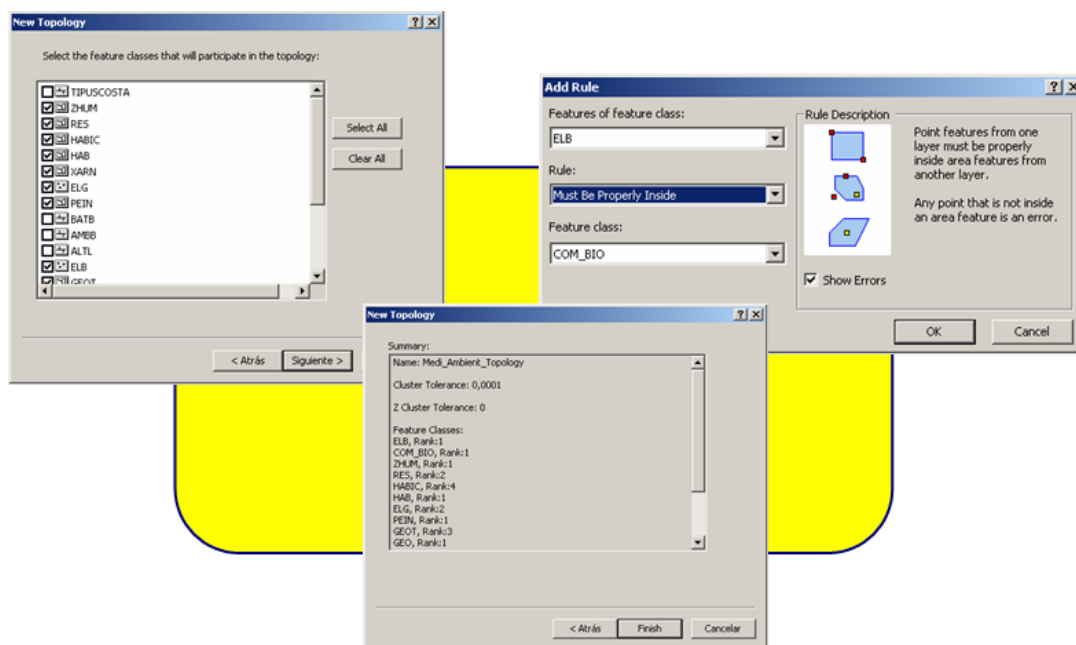 New Topology
Select the feature classes that will participate in the topology:
TIPUSCOSTA
ZHUM
RES
HABIC
HAB
XARN
ELG
PEIN
BATB
AMBB
ALTL
ELB
GEOT
Select All
Clear All
< Atrás
Siguiente >
Add Rule
Features of feature class:
ELB
Rule:
Must Be Properly Inside
Feature class:
COM_BIO
Rule Description
Point features from one
layer must be properly
inside area features from
another layer.
Any point that is not inside
an area feature is an error.
Show Errors
OK
Cancel
New Topology
Summary:
Name: Medi_Ambient_Topology
Cluster Tolerance: 0,0001
Z Cluster Tolerance: 0
Feature Classes:
ELB, Rank:1
COM_BIO, Rank:1
ZHUM, Rank:1
RES, Rank:2
HABIC, Rank:4
HAB, Rank:1
ELG, Rank:2
PEIN, Rank:1
GEOT, Rank:3
GEO, Rank:1
< Atrás
Finish
Cancelar